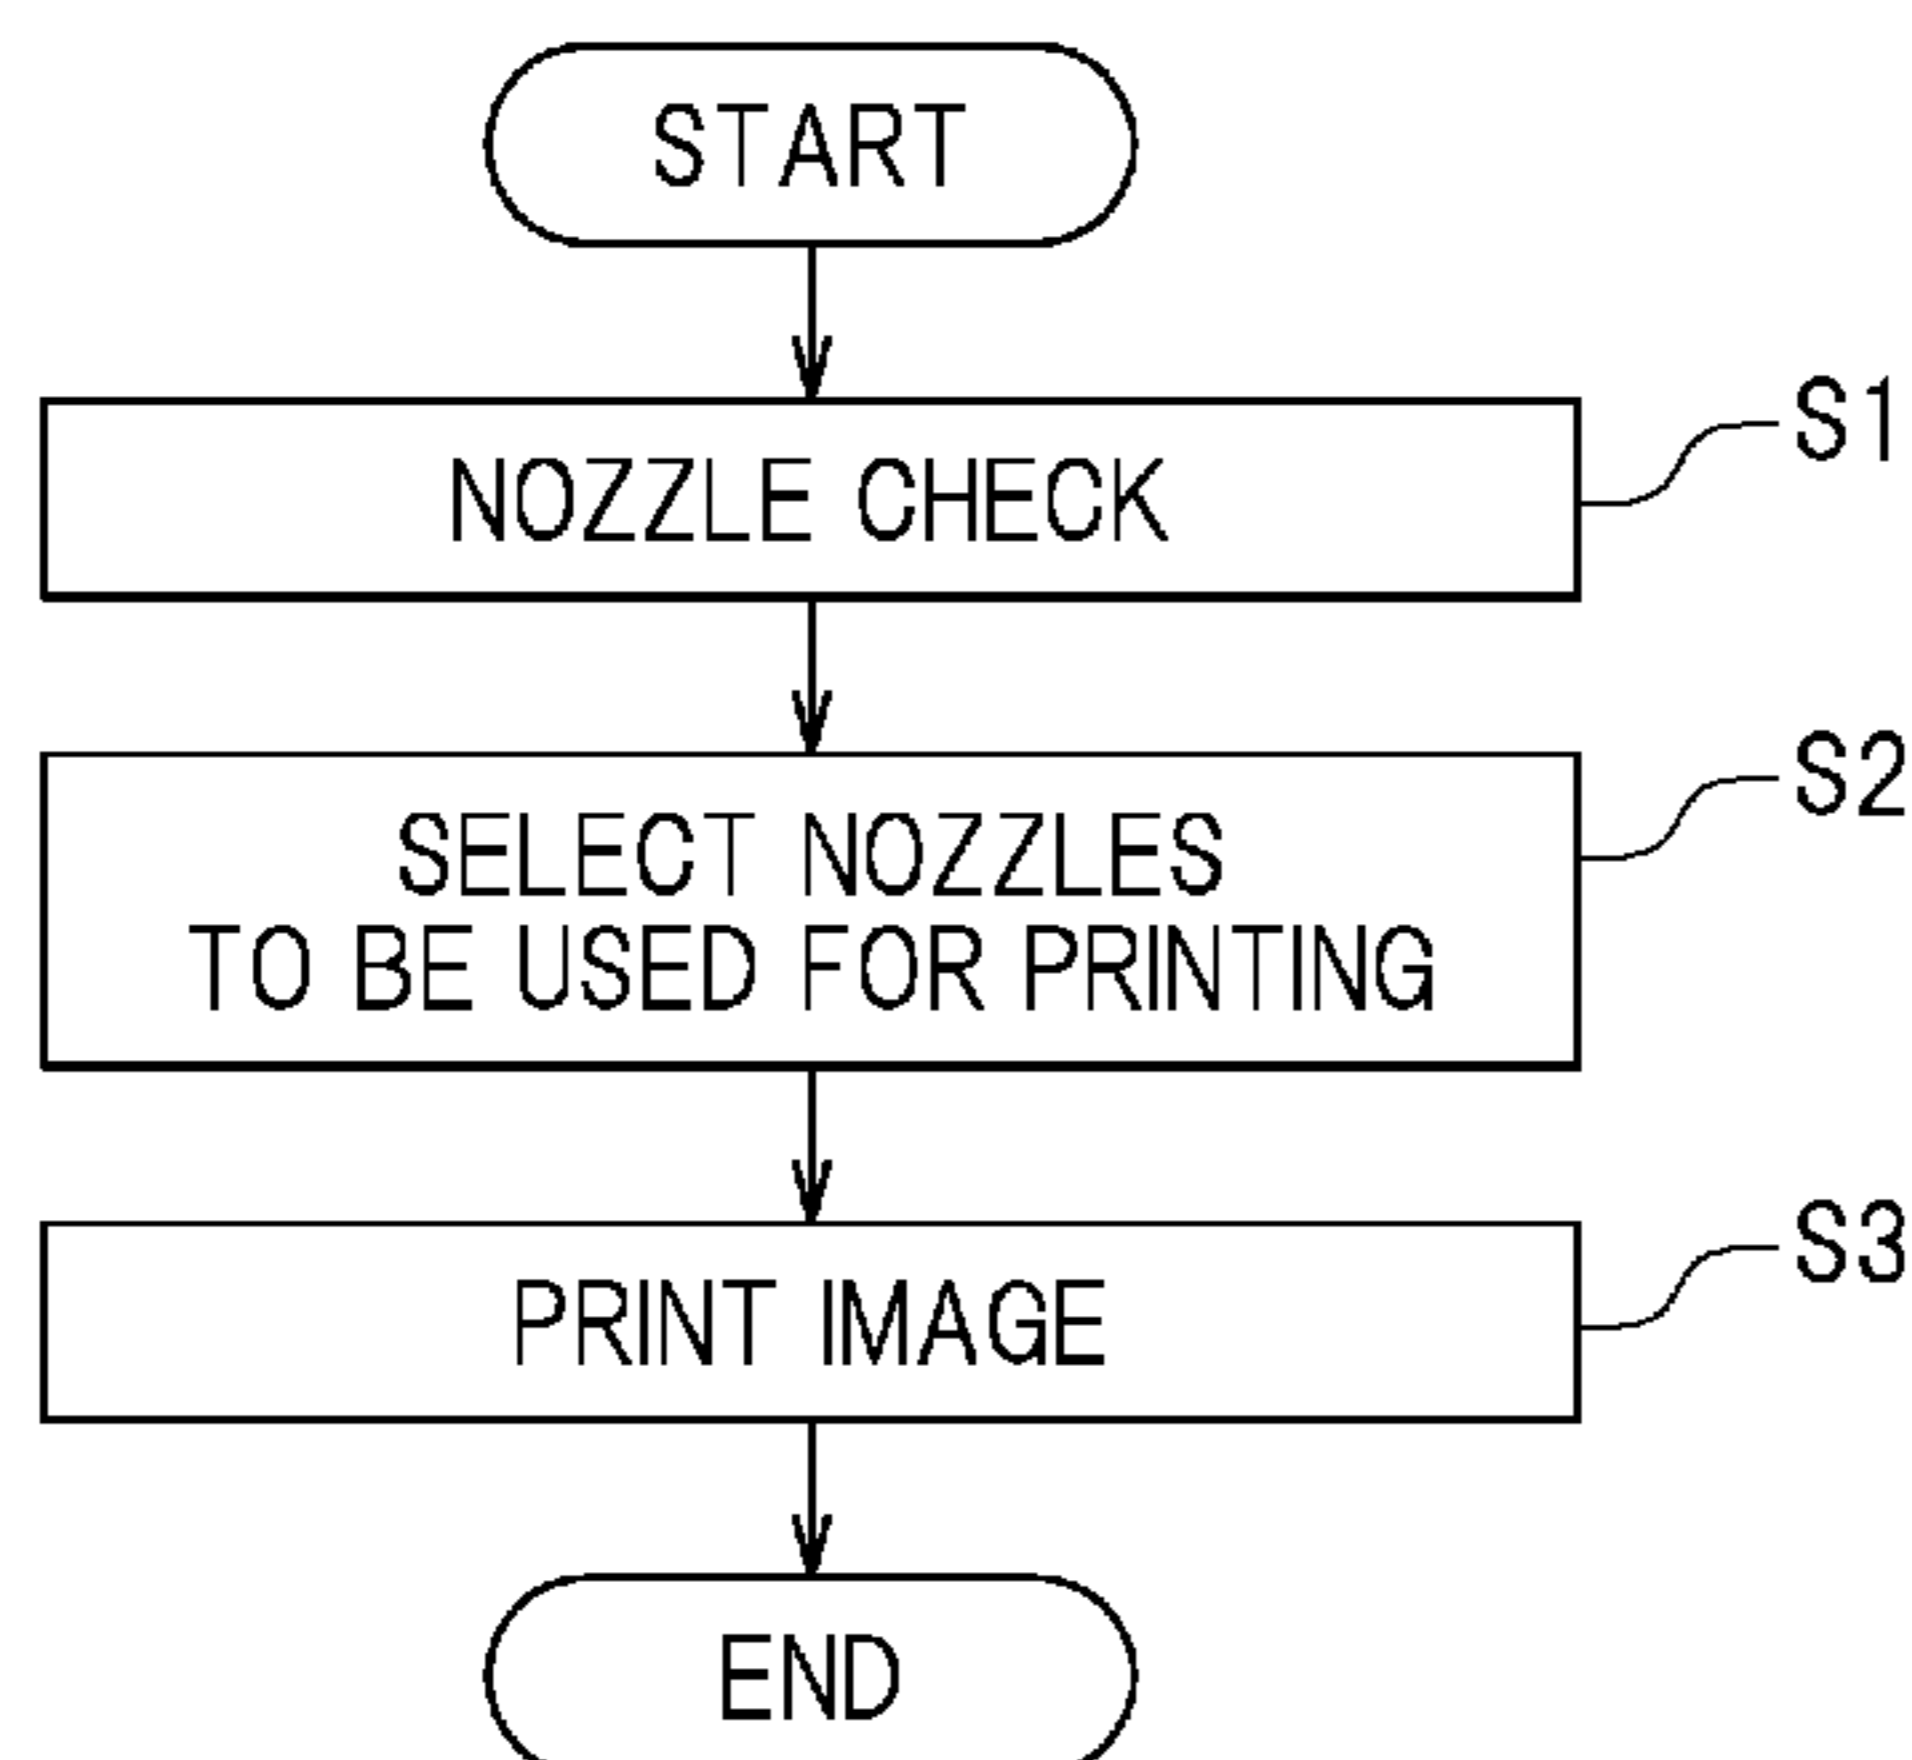 START
NOZZLE CHECK
S1
SELECT NOZZLES
TO BE USED FOR PRINTING
S2
PRINT IMAGE
S3
END